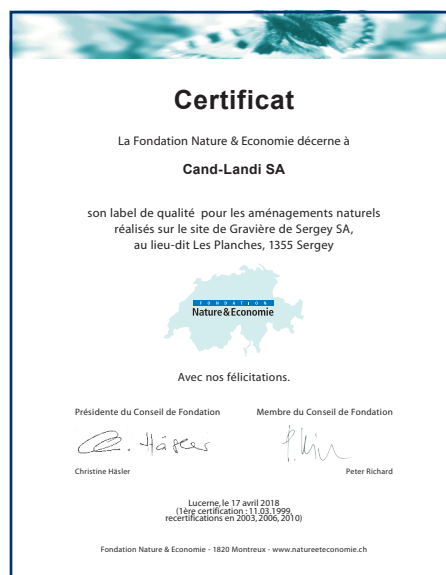 Certificat
La Fondation Nature & Economie décerne à
Cand-Landi SA
son label de qualité pour les aménagements naturels
réalisés sur le site de Gravière de Sergey SA,
au lieu-dit Les Planches, 1355 Sergey
FONDATION
Nature & Economie
Avec nos félicitations.
Présidente du Conseil de Fondation
Membre du Conseil de Fondation
C. Häsler
Christine Häsler
Peter Richard
Lucerne, le 17 avril 2018
(1ère certification : 11.03.1999,
recertifications en 2003, 2006, 2010)
Fondation Nature & Economie - 1820 Montreux - www.natureeteconomie.ch